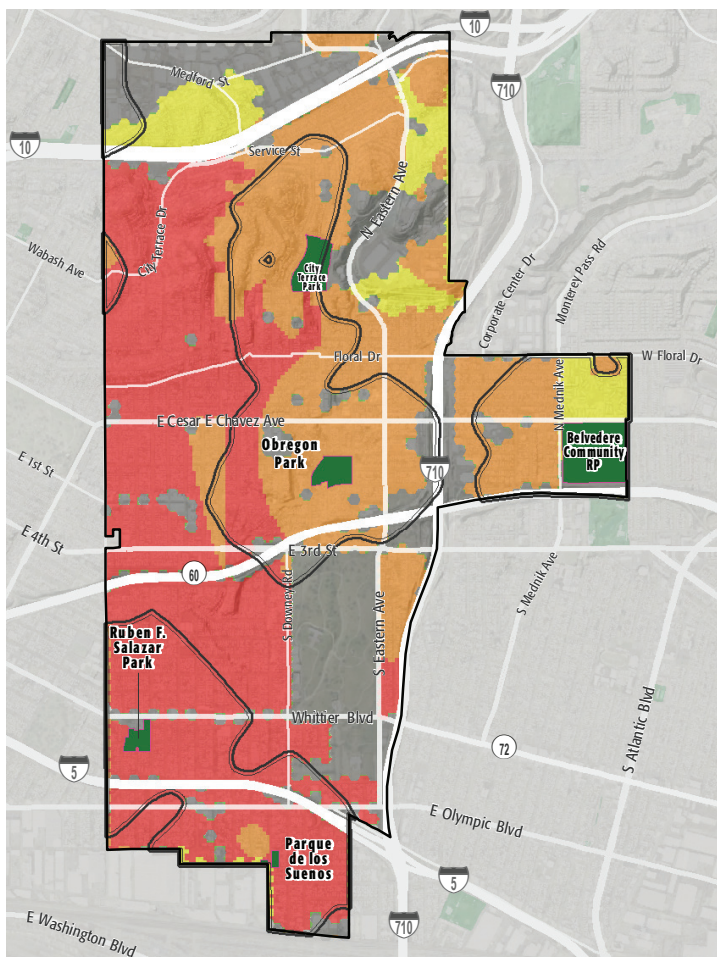 10
Medford St
710
10
Service St
N Eastern Ave
Wabash Ave
City Terrace Dr
City
Terrace
Park
Corporate Center Dr
Monterey Pass Rd
Floral Dr
W Floral Dr
N Mednik Ave
E Cesar E Chavez Ave
Obregon
Park
Belvedere
Community
RP
E 1st St
710
E 4th St
E 3rd St
60
S Downey Rd
S Eastern Ave
S Mednik Ave
Ruben F.
Salazar
Park
Whittier Blvd
72
S Atlantic Blvd
5
E Olympic Blvd
Parque
de los
Suenos
5
E Washington Blvd
710